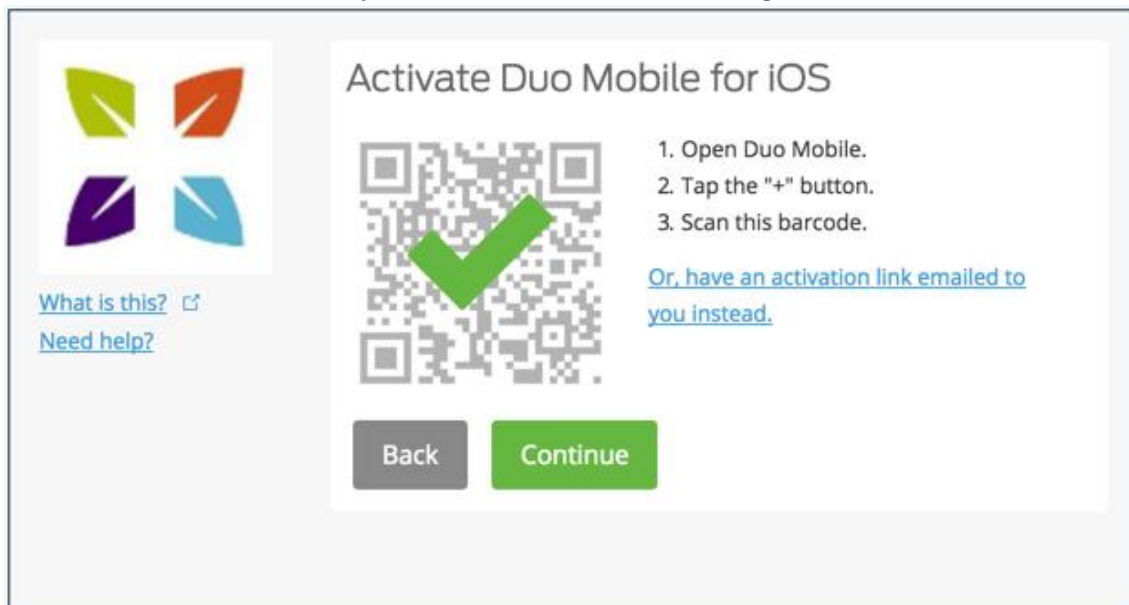 Activate Duo Mobile for iOS
1. Open Duo Mobile.
2. Tap the "+" button.
3. Scan this barcode.
Or, have an activation link emailed to
you instead.
What is this?
Need help?
Back
Continue